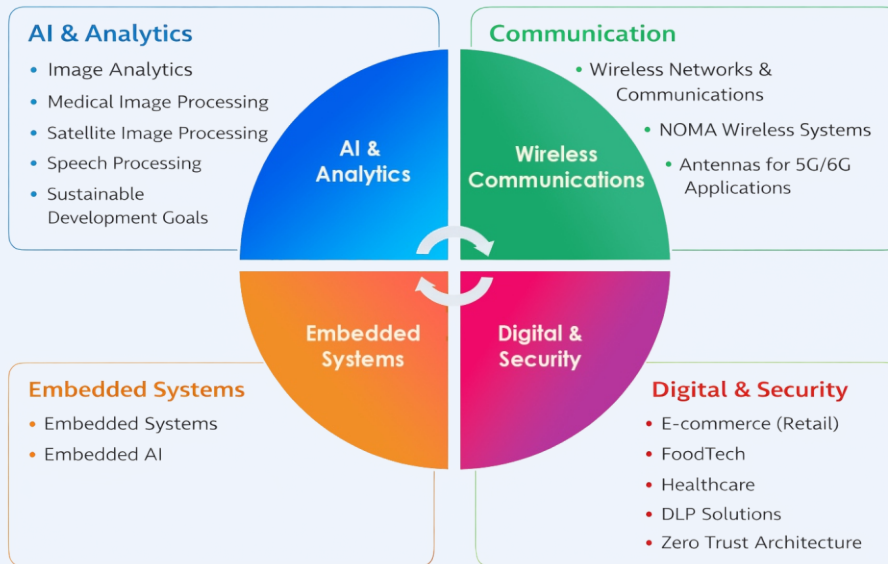 AI & Analytics
• Image Analytics
• Medical Image Processing
• Satellite Image Processing
• Speech Processing
• Sustainable
Development Goals
Communication
• Wireless Networks &
Communications
• NOMA Wireless Systems
• Antennas for 5G/6G
Applications
AI &
Analytics
Wireless
Communications
Embedded
Systems
Digital &
Security
Embedded Systems
• Embedded Systems
• Embedded AI
Digital & Security
• E-commerce (Retail)
• FoodTech
• Healthcare
• DLP Solutions
• Zero Trust Architecture